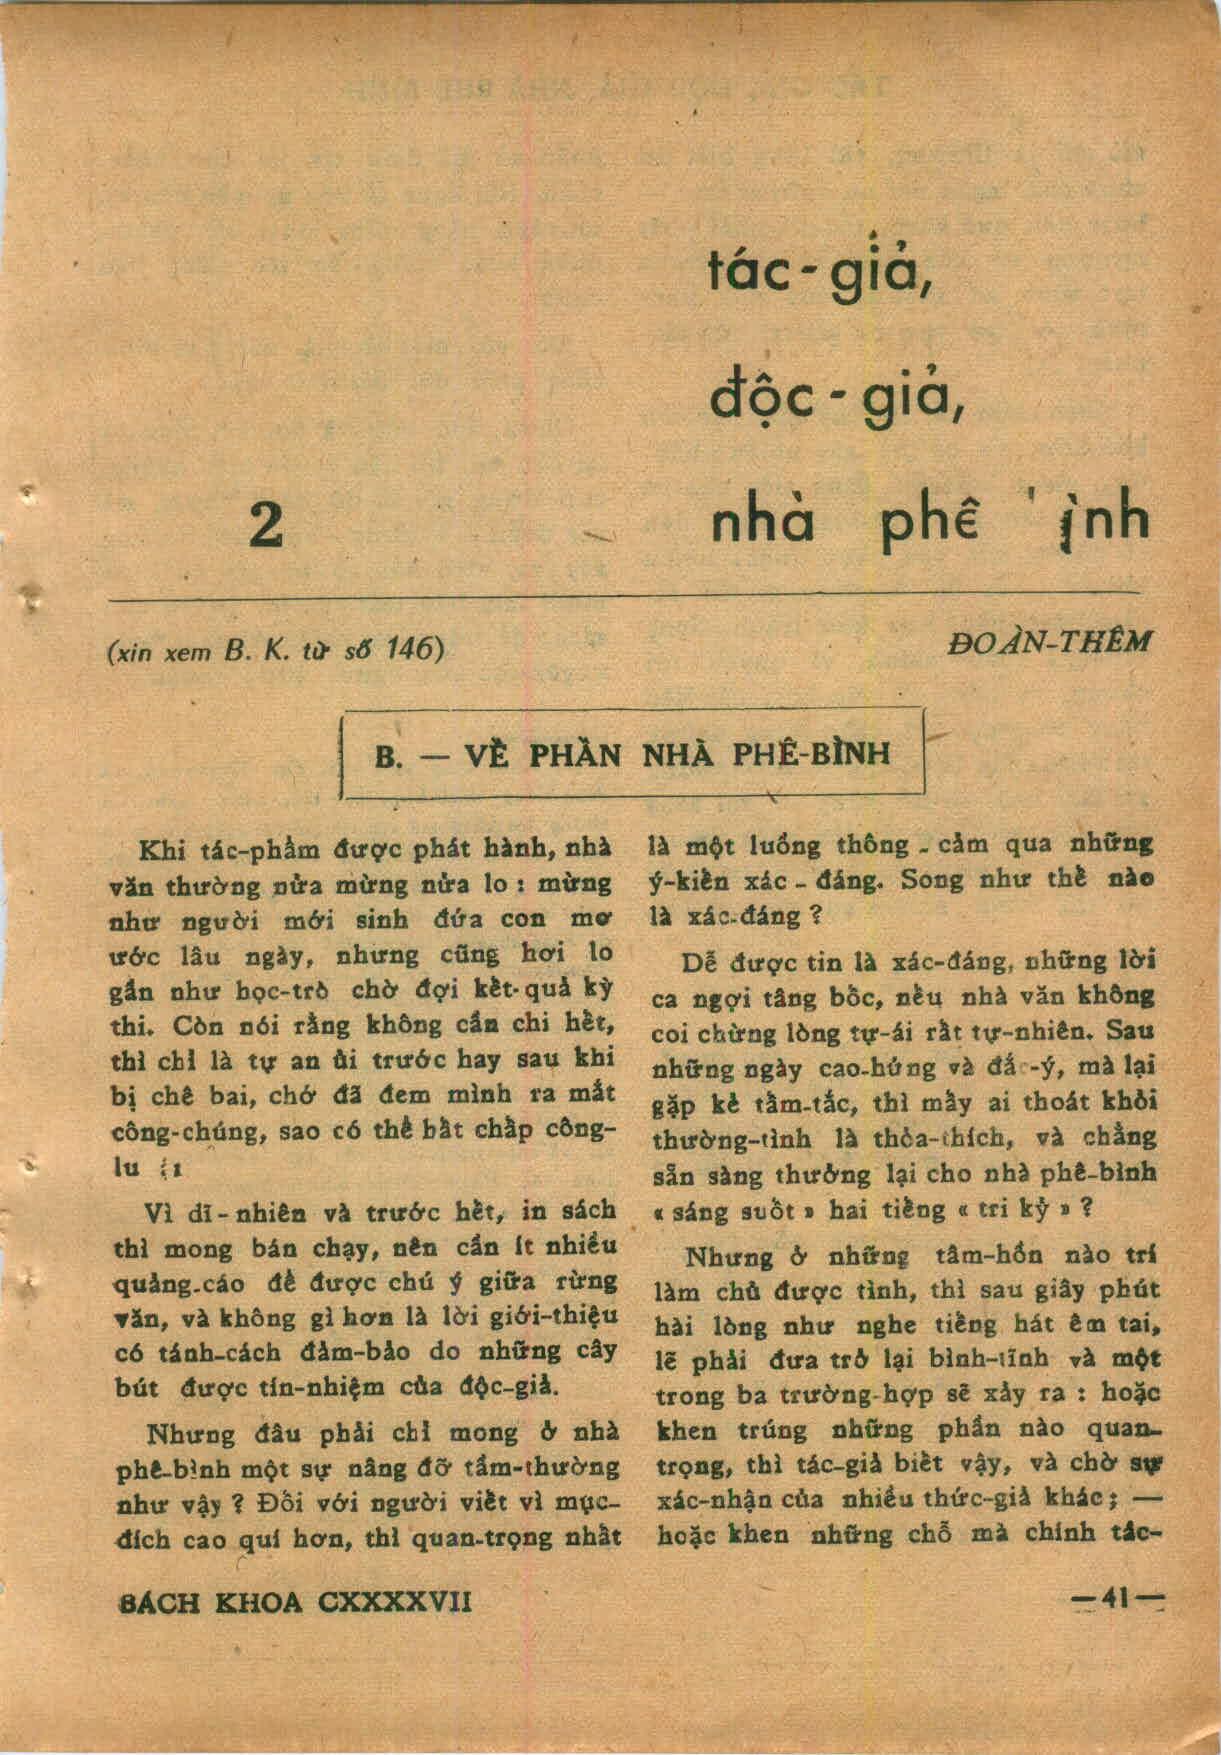 tác-giả,
độc-giả,
2
nhà phê ình
(xin xem B. K. từ số 146)
ĐOÀN-THÊM
B. — VỀ PHẦN NHÀ PHÊ-BÌNH
Khi tác-phẩm được phát hành, nhà
văn thường nửa mừng nửa lo : mừng
như người mới sinh đứa con mơ
ước lâu ngày, nhưng cũng hơi lo
gần như học-trò chờ đợi kết-quả kỳ
thi. Còn nói rằng không cần chi hết,
thì chỉ là tự an ủi trước hay sau khi
bị chê bai, chớ đã đem mình ra mắt
công-chúng, sao có thể bất chấp công-
lu
Vì dĩ-nhiên và trước hết, in sách
thì mong bán chạy, nên cần ít nhiều
quảng-cáo để được chú ý giữa rừng
văn, và không gì hơn là lời giới-thiệu
có tánh-cách đảm-bảo do những cây
bút được tín-nhiệm của độc-giả.
Nhưng đâu phải chỉ mong ở nhà
phê-bình một sự nâng đỡ tầm-thường
như vậy ? Đối với người viết vì mục-
đích cao quí hơn, thì quan-trọng nhất
là một luồng thông-cảm qua những
ý-kiến xác-đáng. Song như thế nào
là xác-đáng ?
Dễ được tin là xác-đáng, những lời
ca ngợi tâng bốc, nếu nhà văn không
coi chừng lòng tự-ái rất tự-nhiên. Sau
những ngày cao-hứng và đắc-ý, mà lại
gặp kẻ tấm-tắc, thì mấy ai thoát khỏi
thường-tình là thỏa-thích, và chẳng
sẵn sàng thưởng lại cho nhà phê-bình
« sáng suốt » hai tiếng « tri kỷ » ?
Nhưng ở những tâm-hồn nào trí
làm chủ được tình, thì sau giây phút
hài lòng như nghe tiếng hát êm tai,
lẽ phải đưa trở lại bình-tĩnh và một
trong ba trường-hợp sẽ xảy ra : hoặc
khen trúng những phần nào quan-
trọng, thì tác-giả biết vậy, và chờ sự
xác-nhận của nhiều thức-giả khác ; —
hoặc khen những chỗ mà chính tác-
BÁCH KHOA CXXXXVII
— 41 —